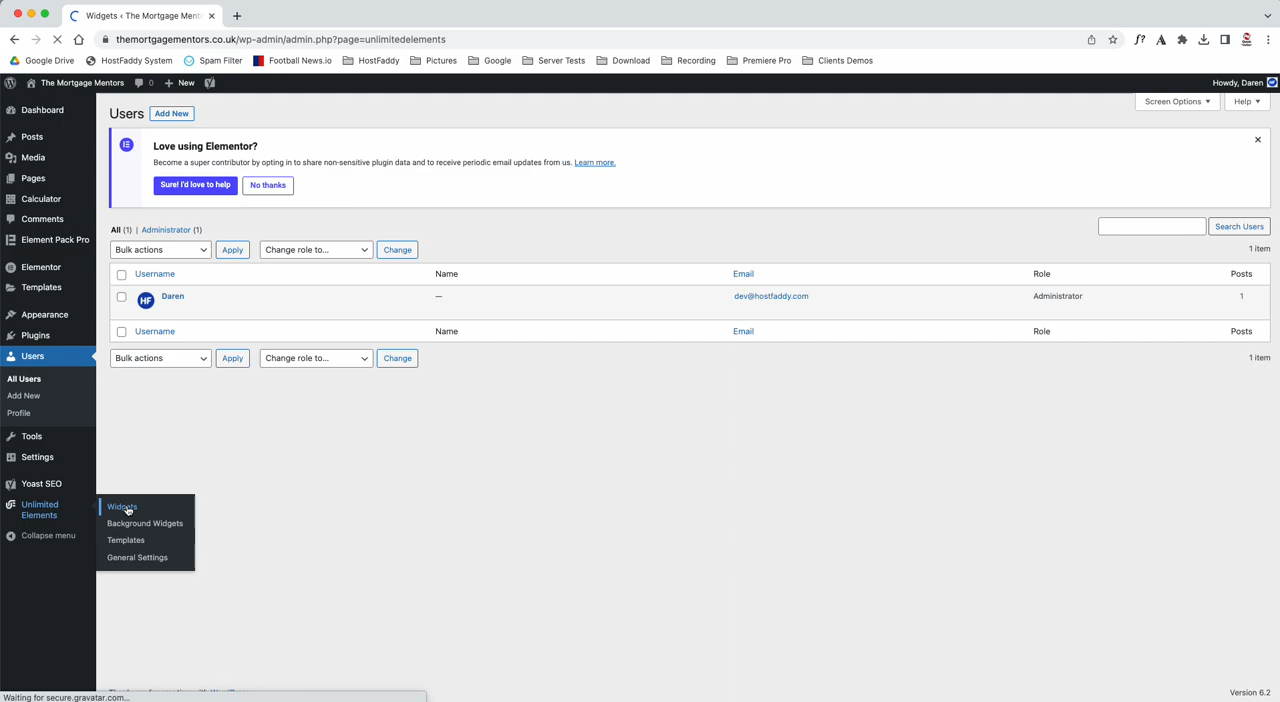 Widgets ‹ The Mortgage Ment
themortgagementors.co.uk/wp-admin/admin.php?page=unlimitedelements
Google Drive HostFaddy System Spam Filter Football News.io HostFaddy Pictures Google Server Tests Download Recording Premiere Pro Clients Demos
The Mortgage Mentors 0 + New Howdy, Daren
Screen Options Help
Users Add New
Dashboard
Posts
Media
Pages
Calculator
Comments
Element Pack Pro
Elementor
Templates
Appearance
Plugins
Users
All Users
Add New
Profile
Tools
Settings
Yoast SEO
Unlimited
Elements
Collapse menu
Widgets
Background Widgets
Templates
General Settings
Love using Elementor?
Become a super contributor by opting in to share non-sensitive plugin data and to receive periodic email updates from us. Learn more.
Sure! I'd love to help No thanks
All (1) | Administrator (1)
Search Users
Bulk actions Apply Change role to... Change 1 item
Username Name Email Role Posts
HF Daren — dev@hostfaddy.com Administrator 1
Username Name Email Role Posts
Bulk actions Apply Change role to... Change 1 item
Version 6.2
Waiting for secure.gravatar.com...